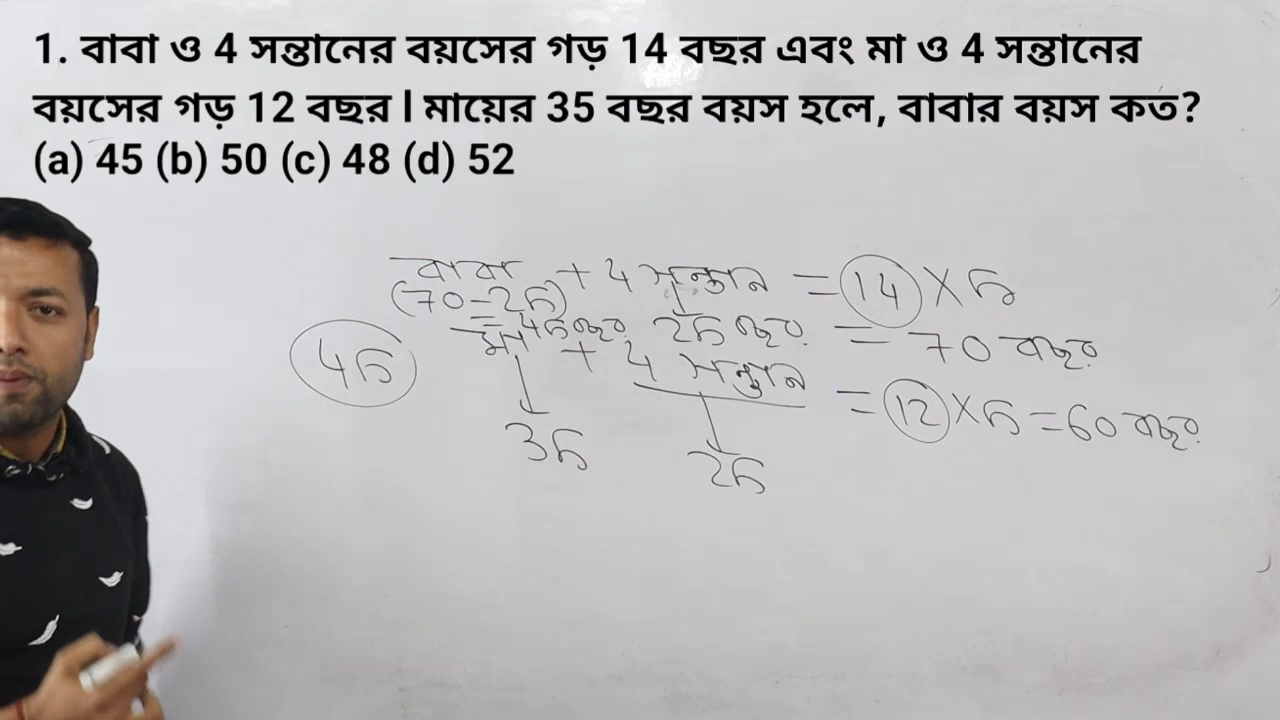 1. বাবা ও 4 সন্তানের বয়সের গড় 14 বছর এবং মা ও 4 সন্তানের
বয়সের গড় 12 বছর l মায়ের 35 বছর বয়স হলে, বাবার বয়স কত?
(a) 45 (b) 50 (c) 48 (d) 52
বাবা + 4 সন্তান = 14 × 5
(70-25) 45 বছর 25 বছর = 70 বছর
মা + 4 সন্তান = 12 × 5 = 60 বছর
45
35 25